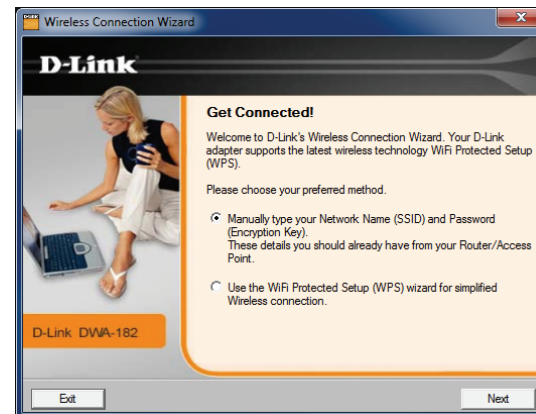 Wireless Connection Wizard
D-Link
Get Connected!
Welcome to D-Link's Wireless Connection Wizard. Your D-Link
adapter supports the latest wireless technology WiFi Protected Setup
(WPS).
Please choose your preferred method.
Manually type your Network Name (SSID) and Password
(Encryption Key).
These details you should already have from your Router/Access
Point.
Use the WiFi Protected Setup (WPS) wizard for simplified
Wireless connection.
D-Link DWA-182
Exit
Next